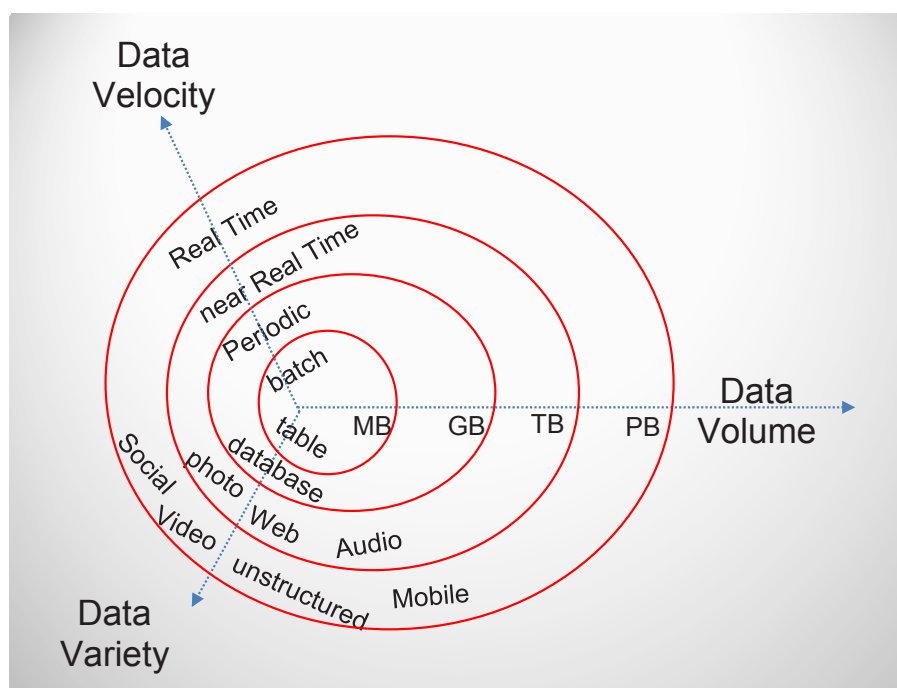 Data
Velocity
Real Time
near Real Time
Periodic
batch
Data
Volume
MB
GB
TB
PB
table
database
photo
Web
Audio
Social
Video
unstructured
Mobile
Data
Variety